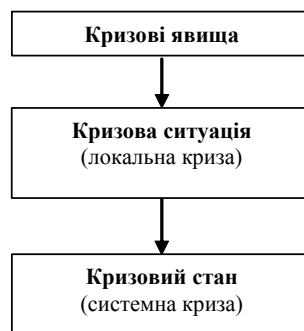 Кризові явища
Кризова ситуація
(локальна криза)
Кризовий стан
(системна криза)